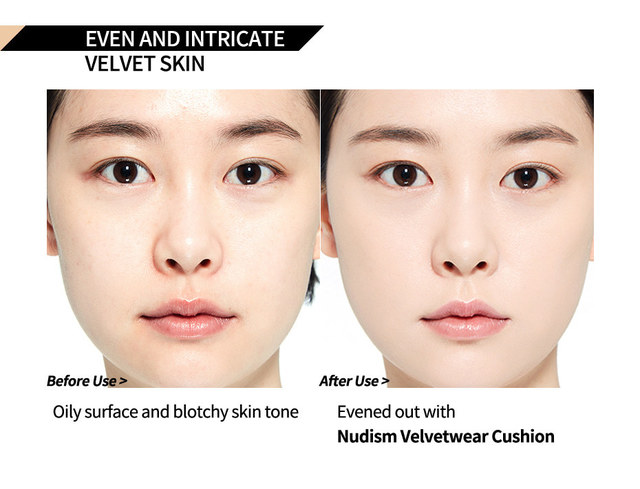 EVEN AND INTRICATE
VELVET SKIN
Before Use >
After Use >
Oily surface and blotchy skin tone
Evened out with
Nudism Velvetwear Cushion